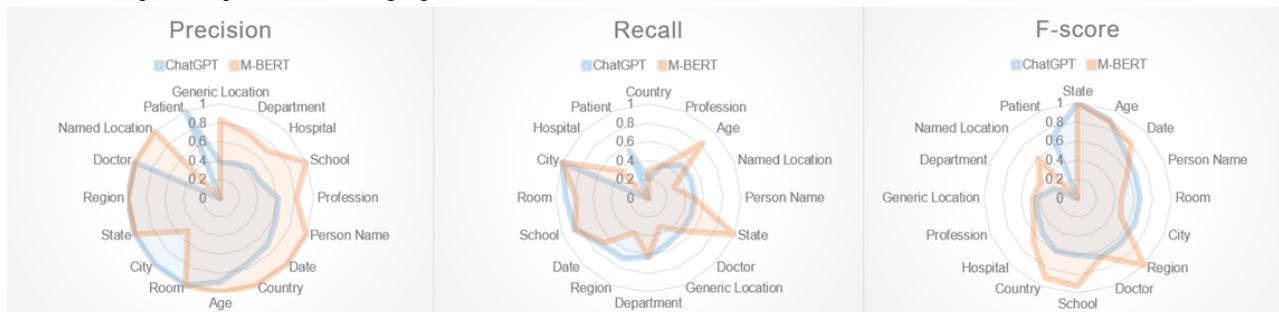 Precision
ChatGPT M-BERT
Generic Location
Patient
Department
Named Location
Hospital
Doctor
School
Region
Profession
State
Person Name
City
Date
Room
Country
Age
1
0.8
0.6
0.4
0.2
0
Recall
ChatGPT M-BERT
Country
Patient
Profession
Hospital
Age
City
Named Location
Room
Person Name
School
State
Date
Doctor
Region
Generic Location
Department
1
0.8
0.6
0.4
0.2
0
F-score
ChatGPT M-BERT
State
Patient
Age
Named Location
Date
Department
Person Name
Generic Location
Room
Profession
City
Hospital
Region
Country
Doctor
School
1
0.8
0.6
0.4
0.2
0